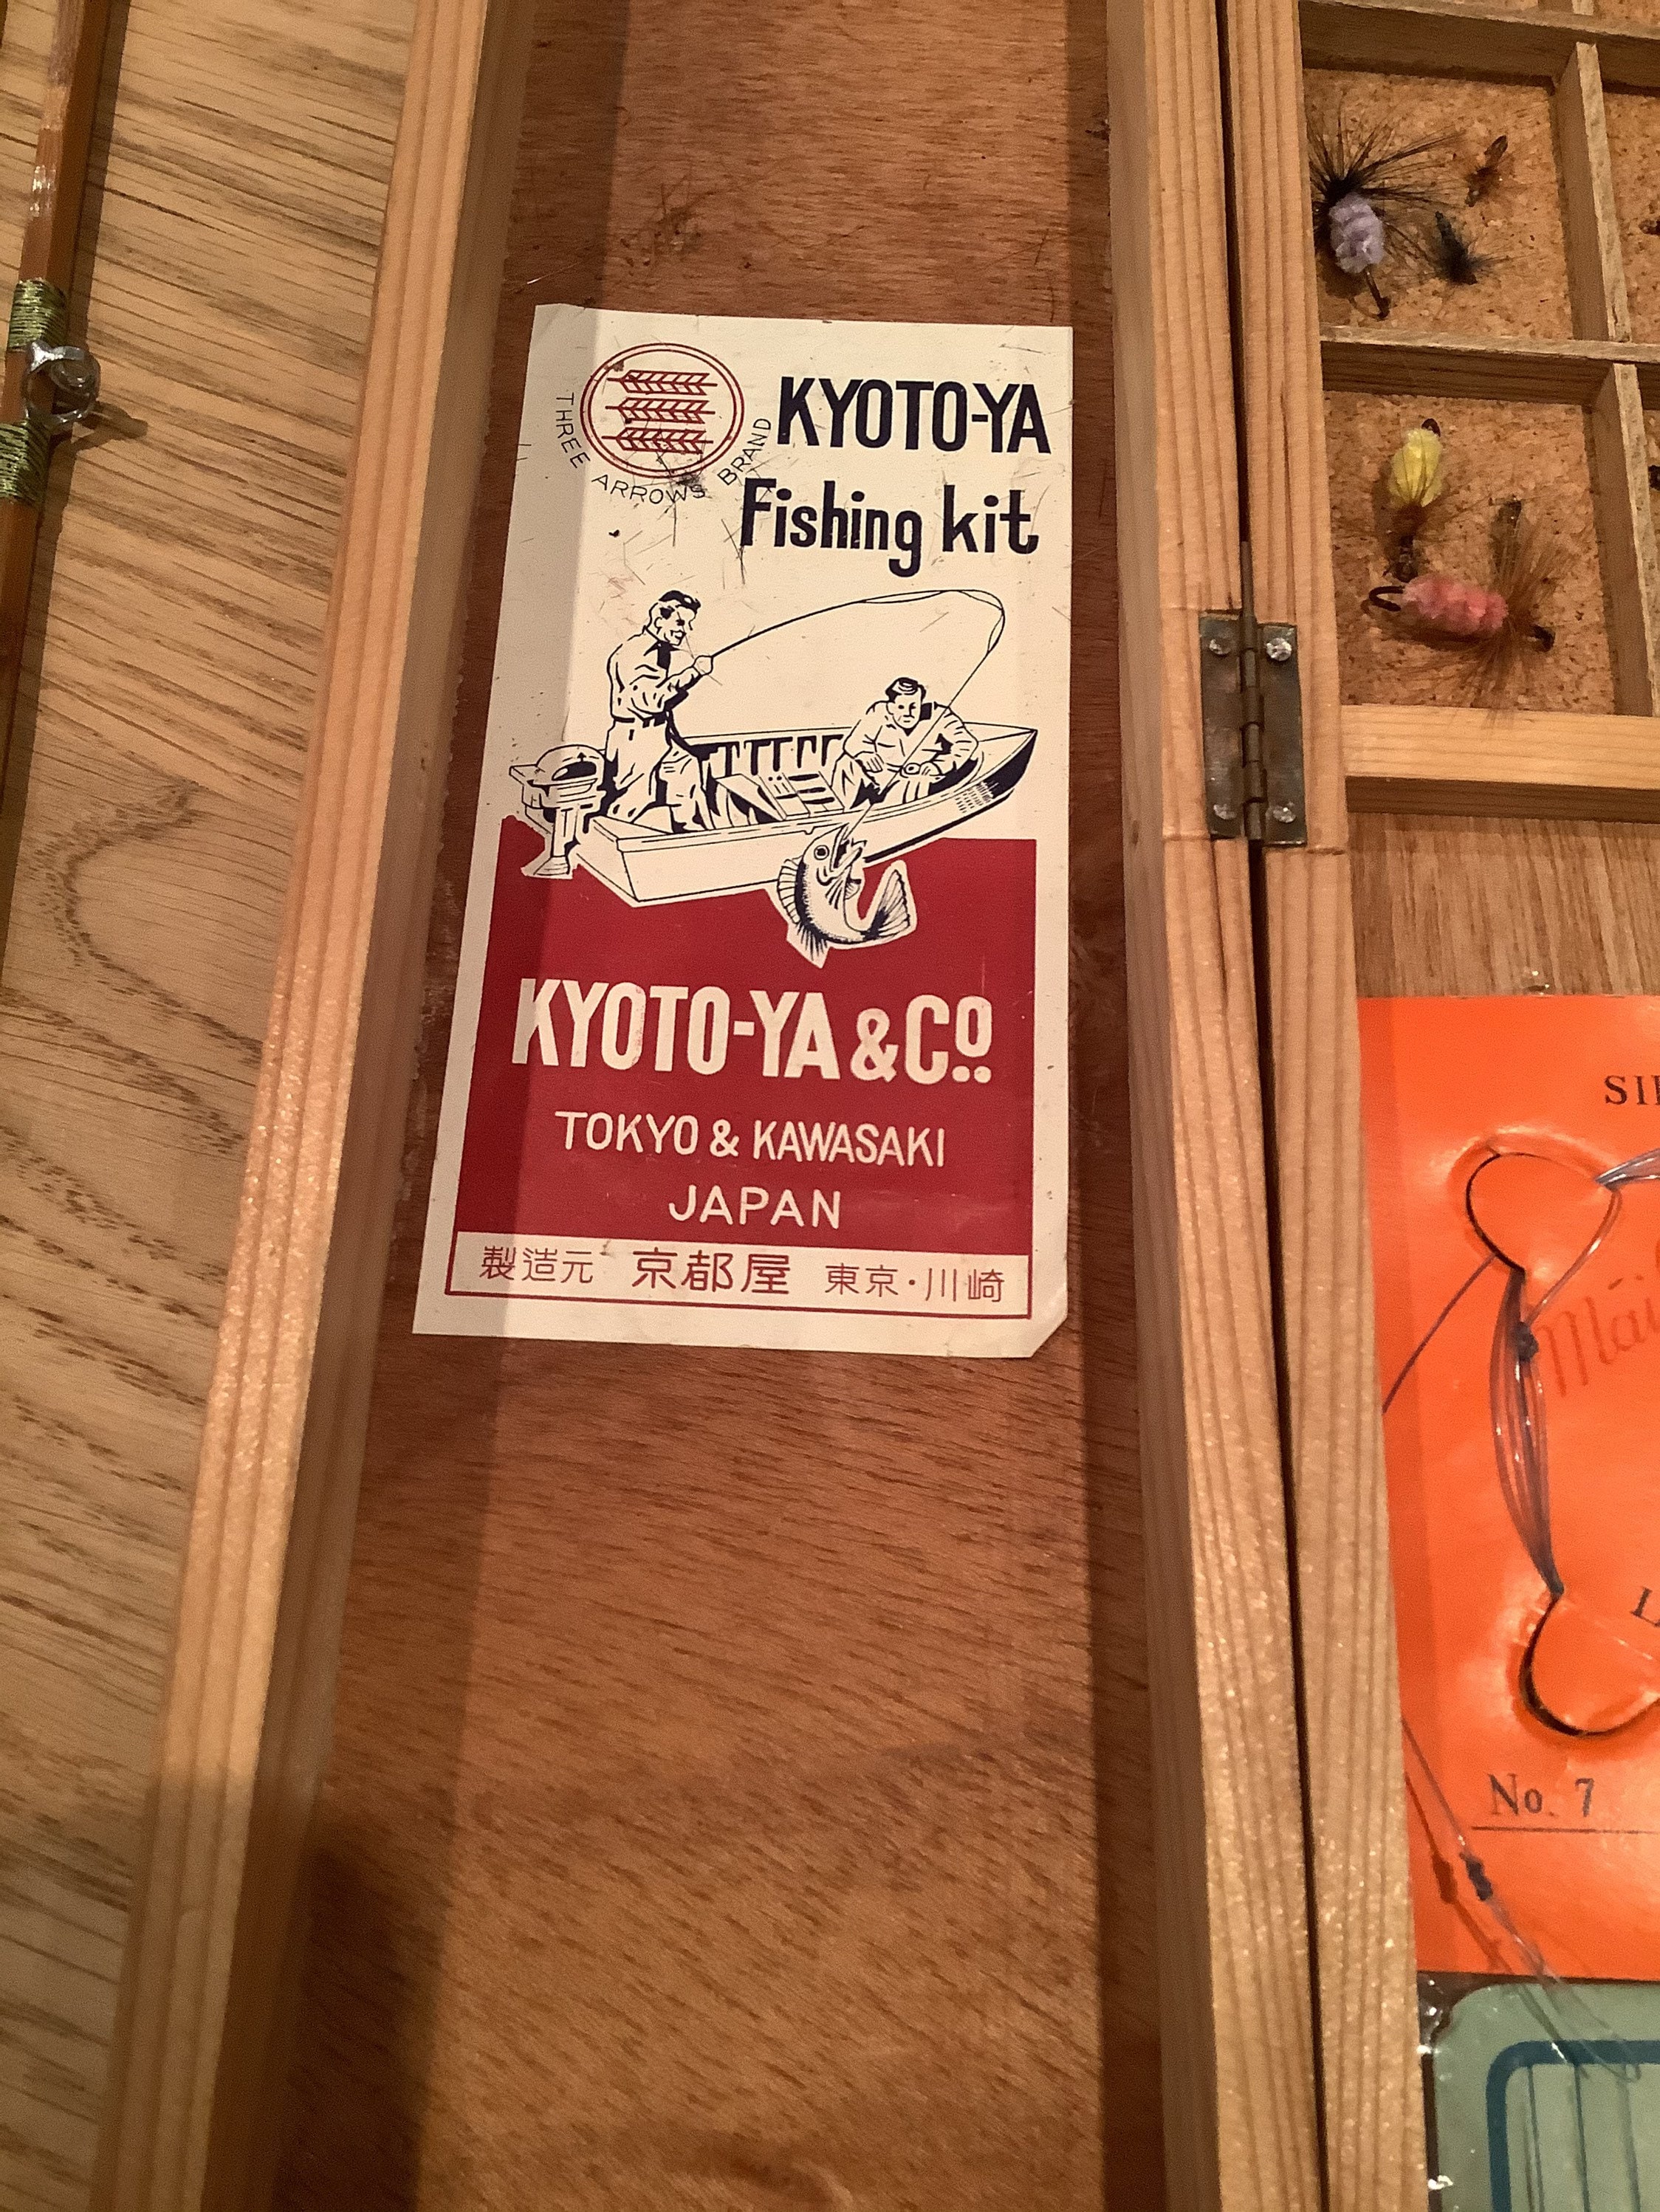 THREE ARROWS BRAND
KYOTO-YA
Fishing kit
KYOTO-YA & Co.
TOKYO & KAWASAKI
JAPAN
製造元 京都屋 東京・川崎
No. 7